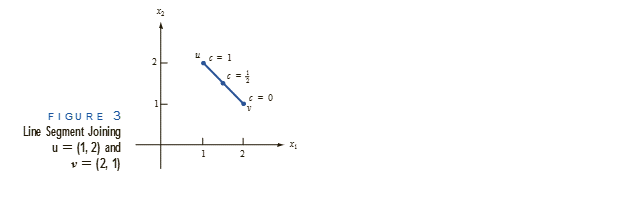 x₂
2
1
u c = 1
c = ½
c = 0
v
x₁
1
2
FIGURE 3
Line Segment Joining
u = (1, 2) and
v = (2, 1)